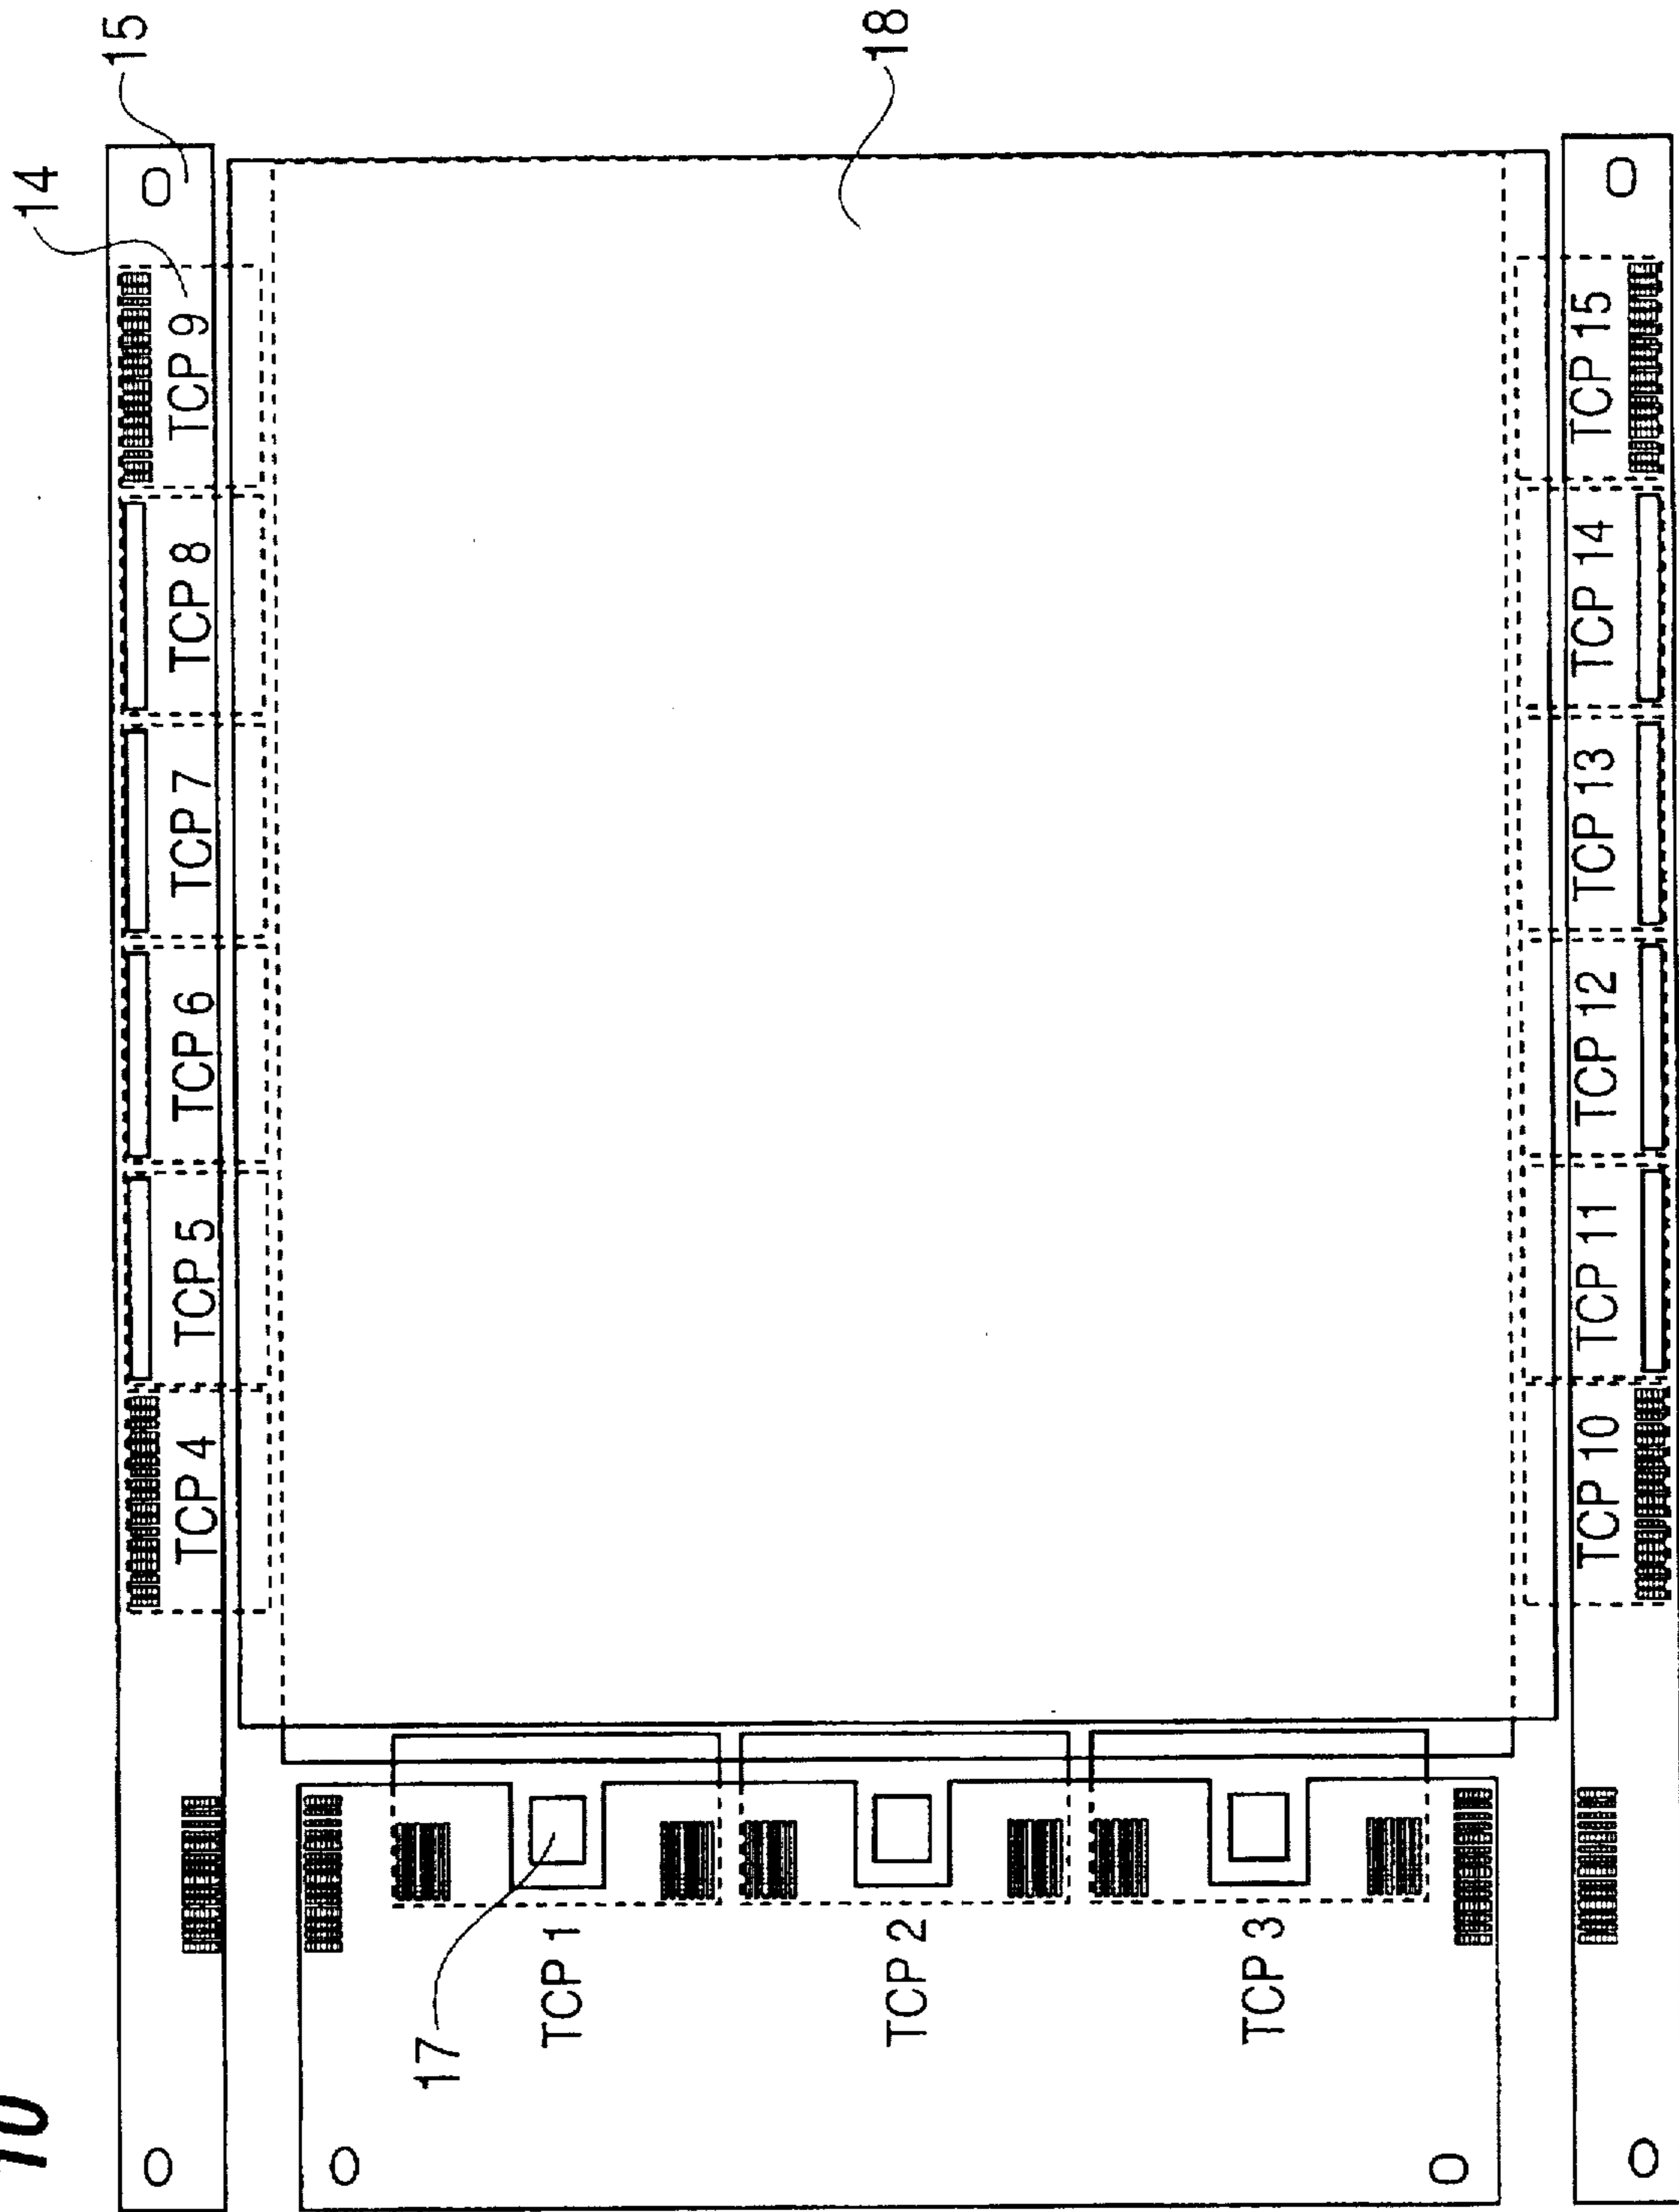 10
14
15
TCP 4
TCP 5
TCP 6
TCP 7
TCP 8
TCP 9
18
17
TCP 1
TCP 2
TCP 3
TCP 10
TCP 11
TCP 12
TCP 13
TCP 14
TCP 15